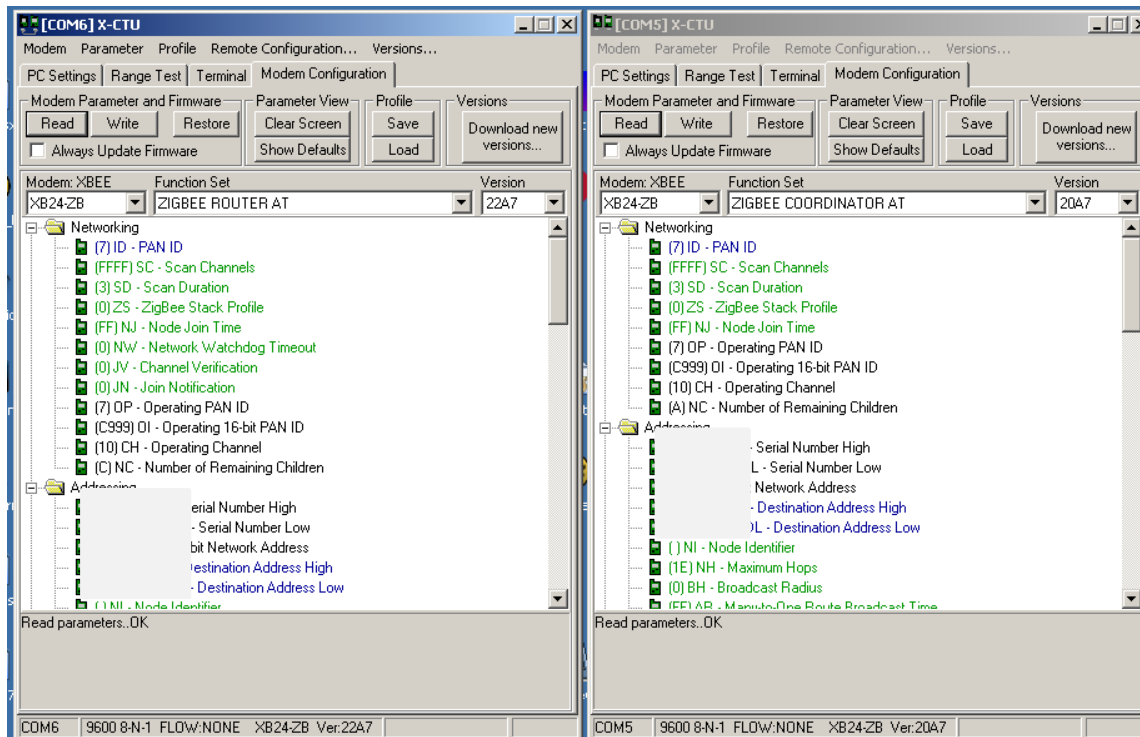 [COM6] X-CTU
Modem Parameter Profile Remote Configuration... Versions...
PC Settings Range Test Terminal Modem Configuration
Modem Parameter and Firmware Parameter View Profile Versions
Read Write Restore Clear Screen Save Download new versions...
Always Update Firmware Show Defaults Load
Modem: XBEE Function Set Version
XB24-ZB ZIGBEE ROUTER AT 22A7
Networking
(7) ID - PAN ID
(FFFF) SC - Scan Channels
(3) SD - Scan Duration
(0) ZS - ZigBee Stack Profile
(FF) NJ - Node Join Time
(0) NW - Network Watchdog Timeout
(0) JV - Channel Verification
(0) JN - Join Notification
(7) OP - Operating PAN ID
(C999) OI - Operating 16-bit PAN ID
(10) CH - Operating Channel
(C) NC - Number of Remaining Children
Addressing
erial Number High
- Serial Number Low
bit Network Address
estination Address High
- Destination Address Low
( ) NI - Node Identifier
Read parameters..OK
COM6 9600 8-N-1 FLOW:NONE XB24-ZB Ver:22A7
[COM5] X-CTU
Modem Parameter Profile Remote Configuration... Versions...
PC Settings Range Test Terminal Modem Configuration
Modem Parameter and Firmware Parameter View Profile Versions
Read Write Restore Clear Screen Save Download new versions...
Always Update Firmware Show Defaults Load
Modem: XBEE Function Set Version
XB24-ZB ZIGBEE COORDINATOR AT 20A7
Networking
(7) ID - PAN ID
(FFFF) SC - Scan Channels
(3) SD - Scan Duration
(0) ZS - ZigBee Stack Profile
(FF) NJ - Node Join Time
(7) OP - Operating PAN ID
(C999) OI - Operating 16-bit PAN ID
(10) CH - Operating Channel
(A) NC - Number of Remaining Children
Addressing
- Serial Number High
L - Serial Number Low
Network Address
- Destination Address High
DL - Destination Address Low
( ) NI - Node Identifier
(1E) NH - Maximum Hops
(0) BH - Broadcast Radius
(FF) AR - Many-to-One Route Broadcast Time
Read parameters..OK
COM5 9600 8-N-1 FLOW:NONE XB24-ZB Ver:20A7